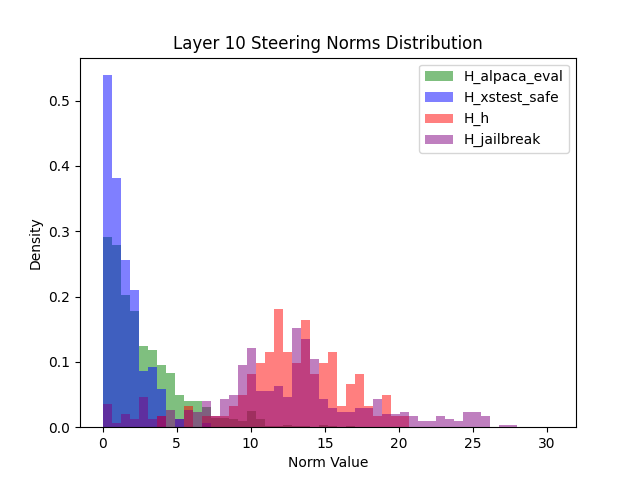 Layer 10 Steering Norms Distribution
H_alpaca_eval
H_xstest_safe
H_h
H_jailbreak
Density
0.5
0.4
0.3
0.2
0.1
0.0
0 5 10 15 20 25 30
Norm Value